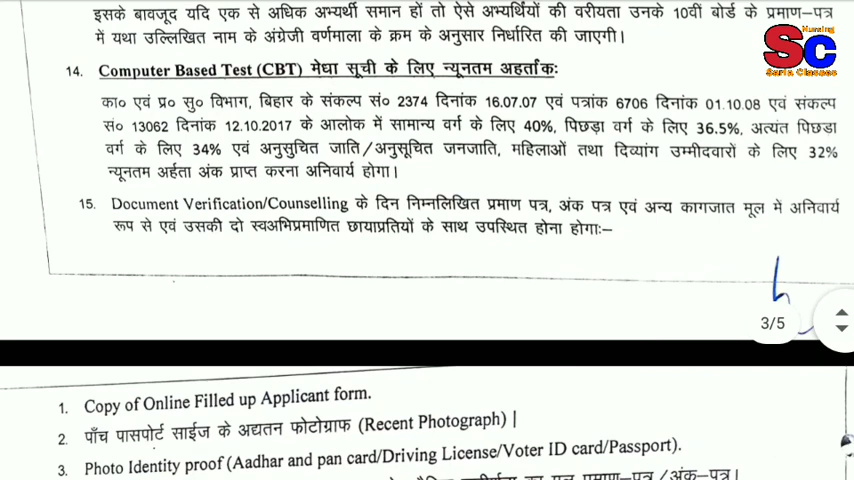 इसके बावजूद यदि एक से अधिक अभ्यर्थी समान हों तो ऐसे अभ्यर्थियों की वरीयता उनके 10वीं बोर्ड के प्रमाण–पत्र
में यथा उल्लिखित नाम के अंग्रेजी वर्णमाला के क्रम के अनुसार निर्धारित की जाएगी।
Nursing
SC
Saria Classes
14. Computer Based Test (CBT) मेधा सूची के लिए न्यूनतम अहर्तांकः
का० एवं प्र० सु० विभाग, बिहार के संकल्प सं० 2374 दिनांक 16.07.07 एवं पत्रांक 6706 दिनांक 01.10.08 एवं संकल्प
सं० 13062 दिनांक 12.10.2017 के आलोक में सामान्य वर्ग के लिए 40%, पिछड़ा वर्ग के लिए 36.5%, अत्यंत पिछडा
वर्ग के लिए 34% एवं अनुसुचित जाति/अनुसूचित जनजाति, महिलाओं तथा दिव्यांग उम्मीदवारों के लिए 32%
न्यूनतम अर्हता अंक प्राप्त करना अनिवार्य होगा।
15. Document Verification/Counselling के दिन निम्नलिखित प्रमाण पत्र, अंक पत्र एवं अन्य कागजात मूल में अनिवार्य
रूप से एवं उसकी दो स्वअभिप्रमाणित छायाप्रतियों के साथ उपस्थित होना होगाः–
3/5
1. Copy of Online Filled up Applicant form.
2. पाँच पासपोर्ट साईज के अद्यतन फोटोग्राफ (Recent Photograph) |
3. Photo Identity proof (Aadhar and pan card/Driving License/Voter ID card/Passport).
का मूल प्रमाण–पत्र/अंक–पत्र।